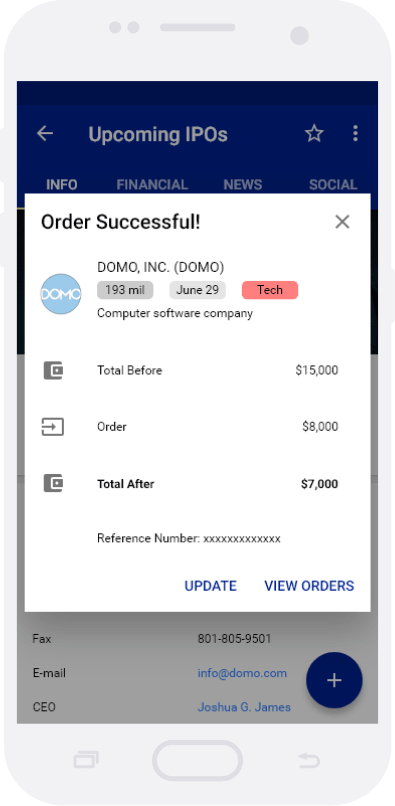 Upcoming IPOs
INFO FINANCIAL NEWS SOCIAL
Order Successful!
DOMO
DOMO, INC. (DOMO)
193 mil June 29 Tech
Computer software company
Total Before $15,000
Order $8,000
Total After $7,000
Reference Number: xxxxxxxxxxxxx
UPDATE VIEW ORDERS
Fax 801-805-9501
E-mail info@domo.com
CEO Joshua G. James